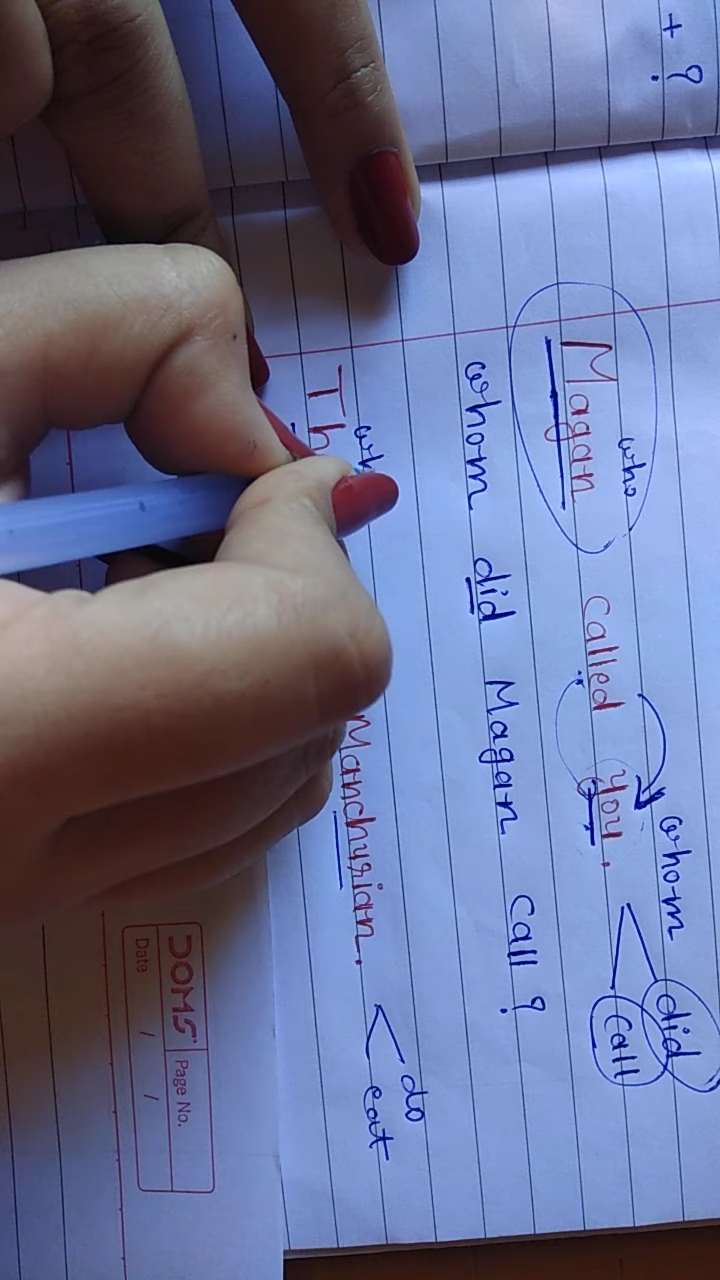 + ?
who whom did
Magan called you. < call
whom did Magan call?
wh do
Th Manchurian. < eat
DOMS Page No.
Date / /